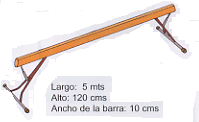 Largo: 5 mts
Alto: 120 cms
Ancho de la barra: 10 cms